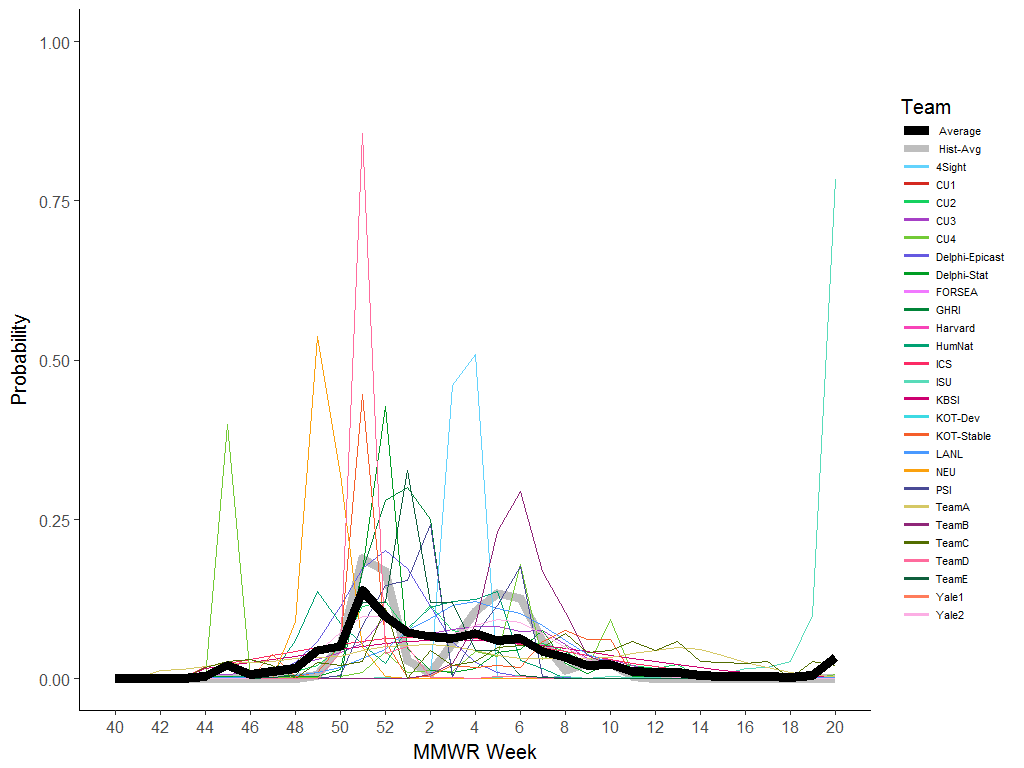 1.00
0.75
0.50
0.25
0.00
Probability
40 42 44 46 48 50 52 2 4 6 8 10 12 14 16 18 20
MMWR Week
Team
Average
Hist-Avg
4Sight
CU1
CU2
CU3
CU4
Delphi-Epicast
Delphi-Stat
FORSEA
GHRI
Harvard
HumNat
ICS
ISU
KBSI
KOT-Dev
KOT-Stable
LANL
NEU
PSI
TeamA
TeamB
TeamC
TeamD
TeamE
Yale1
Yale2